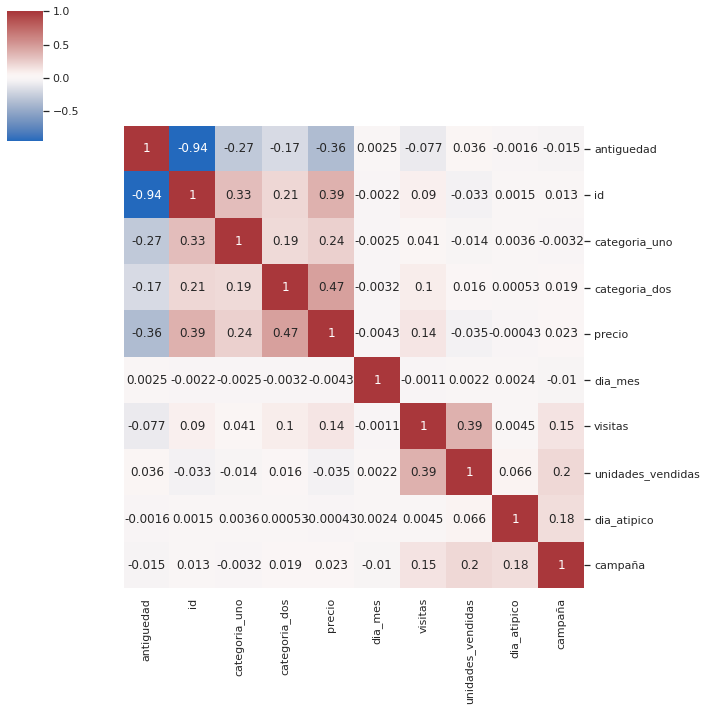 1.0
0.5
0.0
−0.5
1 -0.94 -0.27 -0.17 -0.36 0.0025 -0.077 0.036 -0.0016 -0.015 antiguedad
-0.94 1 0.33 0.21 0.39 -0.0022 0.09 -0.033 0.0015 0.013 id
-0.27 0.33 1 0.19 0.24 -0.0025 0.041 -0.014 0.0036 -0.0032 categoria_uno
-0.17 0.21 0.19 1 0.47 -0.0032 0.1 0.016 0.00053 0.019 categoria_dos
-0.36 0.39 0.24 0.47 1 -0.0043 0.14 -0.035 -0.00043 0.023 precio
0.0025 -0.0022 -0.0025 -0.0032 -0.0043 1 -0.0011 0.0022 0.0024 -0.01 dia_mes
-0.077 0.09 0.041 0.1 0.14 -0.0011 1 0.39 0.0045 0.15 visitas
0.036 -0.033 -0.014 0.016 -0.035 0.0022 0.39 1 0.066 0.2 unidades_vendidas
-0.0016 0.0015 0.0036 0.00053 -0.00043 0.0024 0.0045 0.066 1 0.18 dia_atipico
-0.015 0.013 -0.0032 0.019 0.023 -0.01 0.15 0.2 0.18 1 campaña
antiguedad
id
categoria_uno
categoria_dos
precio
dia_mes
visitas
unidades_vendidas
dia_atipico
campaña